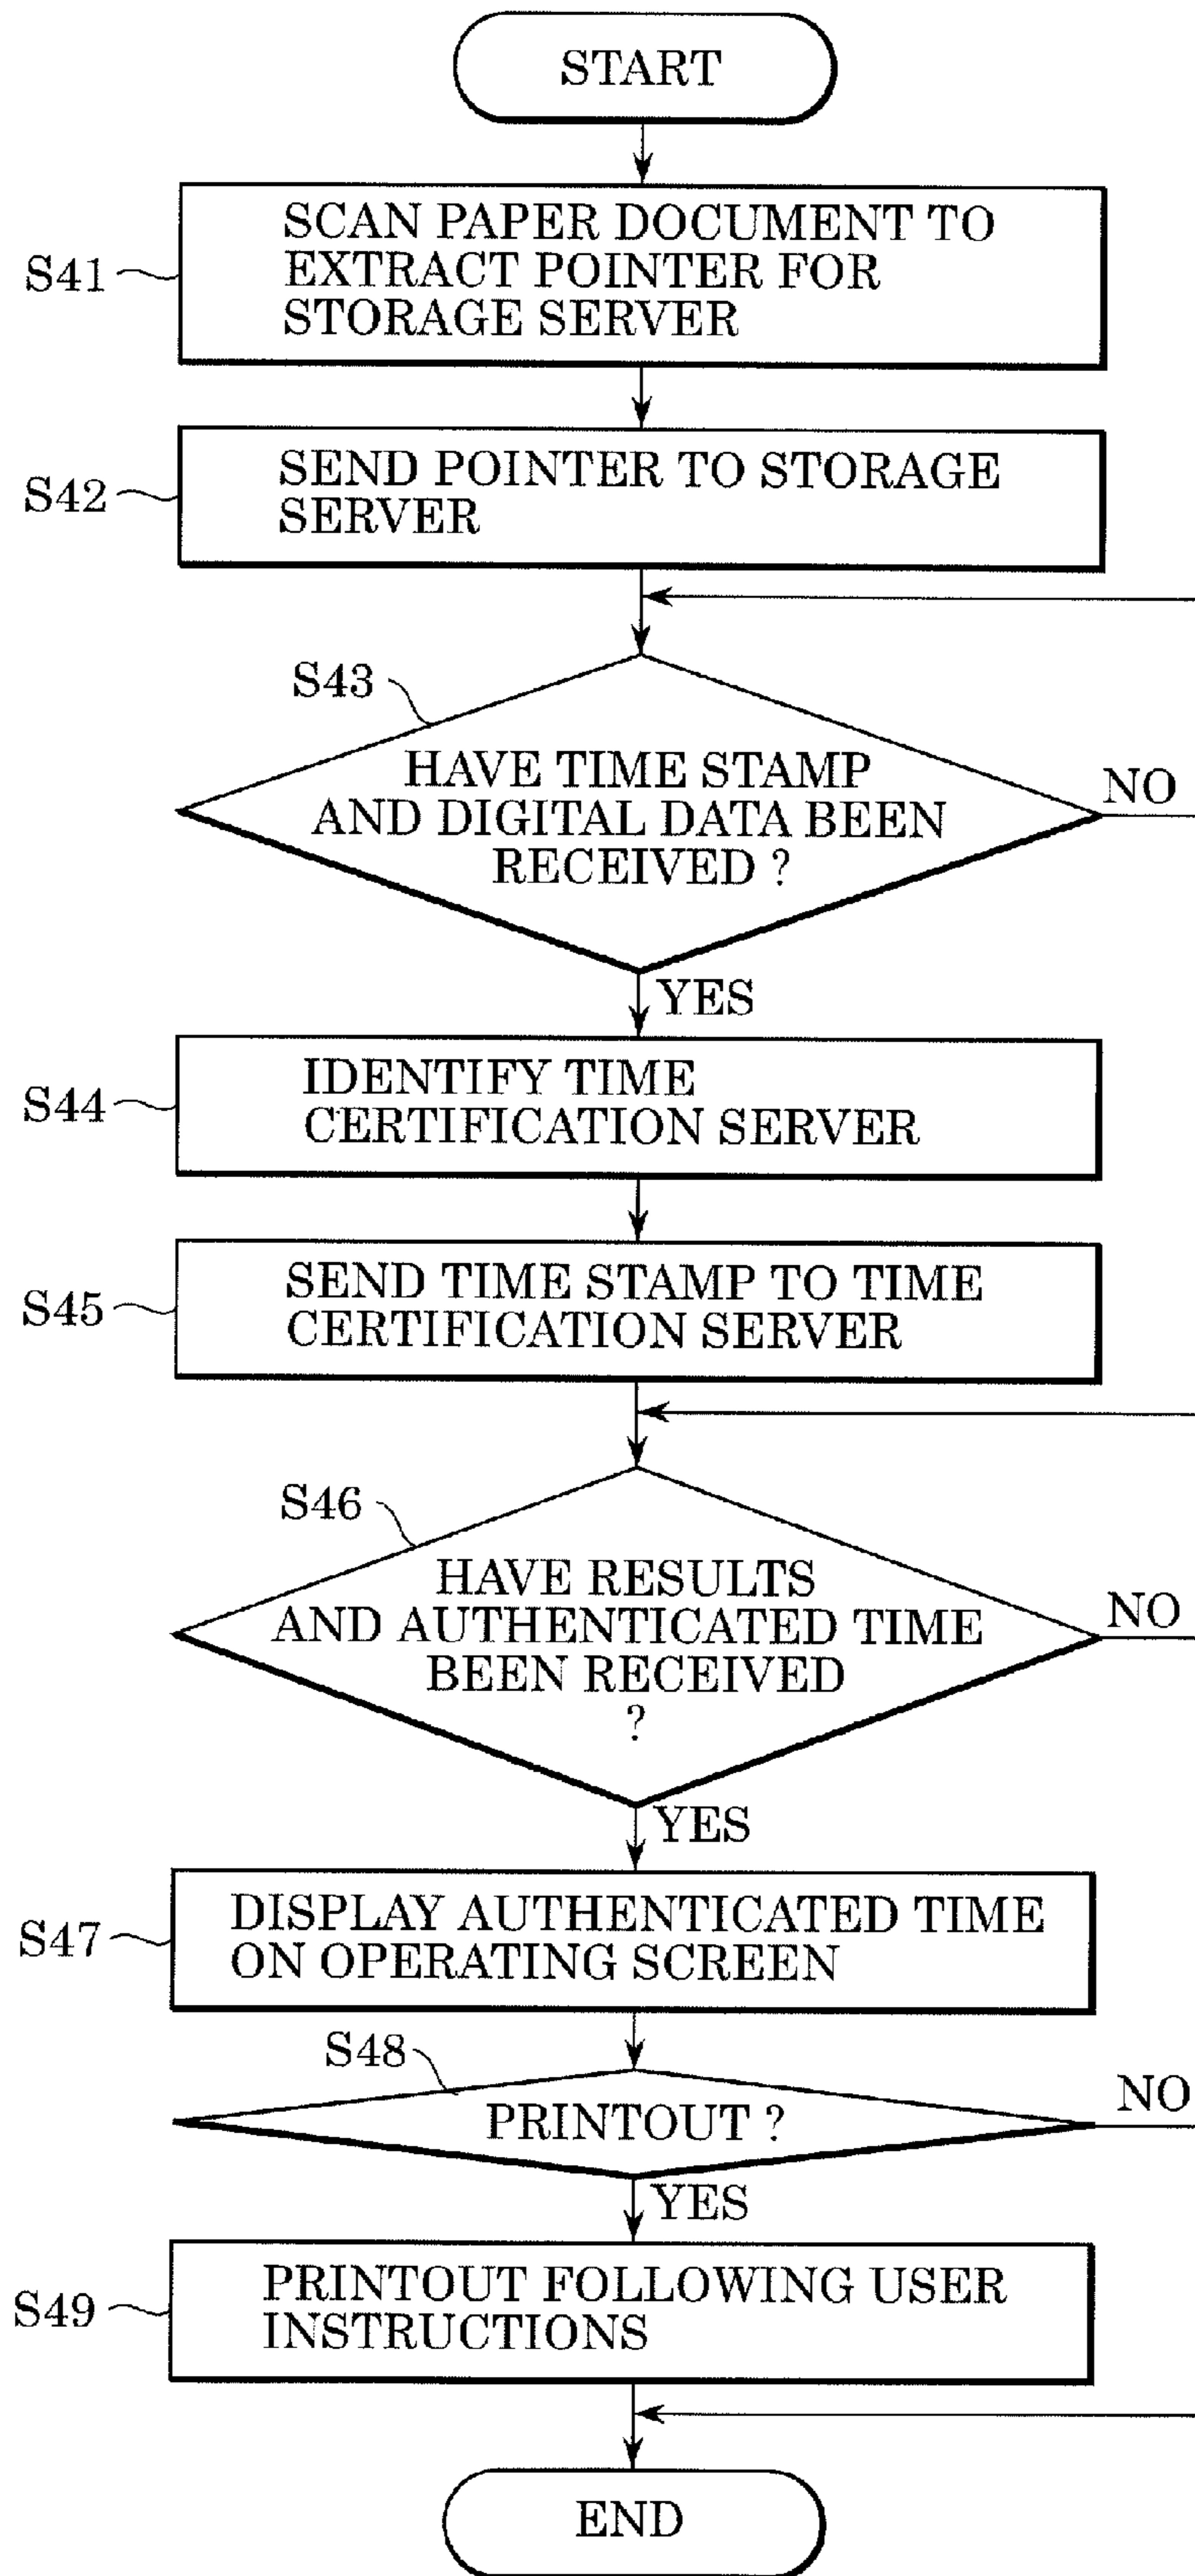 START
S41
SCAN PAPER DOCUMENT TO
EXTRACT POINTER FOR
STORAGE SERVER
S42
SEND POINTER TO STORAGE
SERVER
S43
HAVE TIME STAMP
AND DIGITAL DATA BEEN
RECEIVED ?
NO
YES
S44
IDENTIFY TIME
CERTIFICATION SERVER
S45
SEND TIME STAMP TO TIME
CERTIFICATION SERVER
S46
HAVE RESULTS
AND AUTHENTICATED TIME
BEEN RECEIVED
?
NO
YES
S47
DISPLAY AUTHENTICATED TIME
ON OPERATING SCREEN
S48
PRINTOUT ?
NO
YES
S49
PRINTOUT FOLLOWING USER
INSTRUCTIONS
END